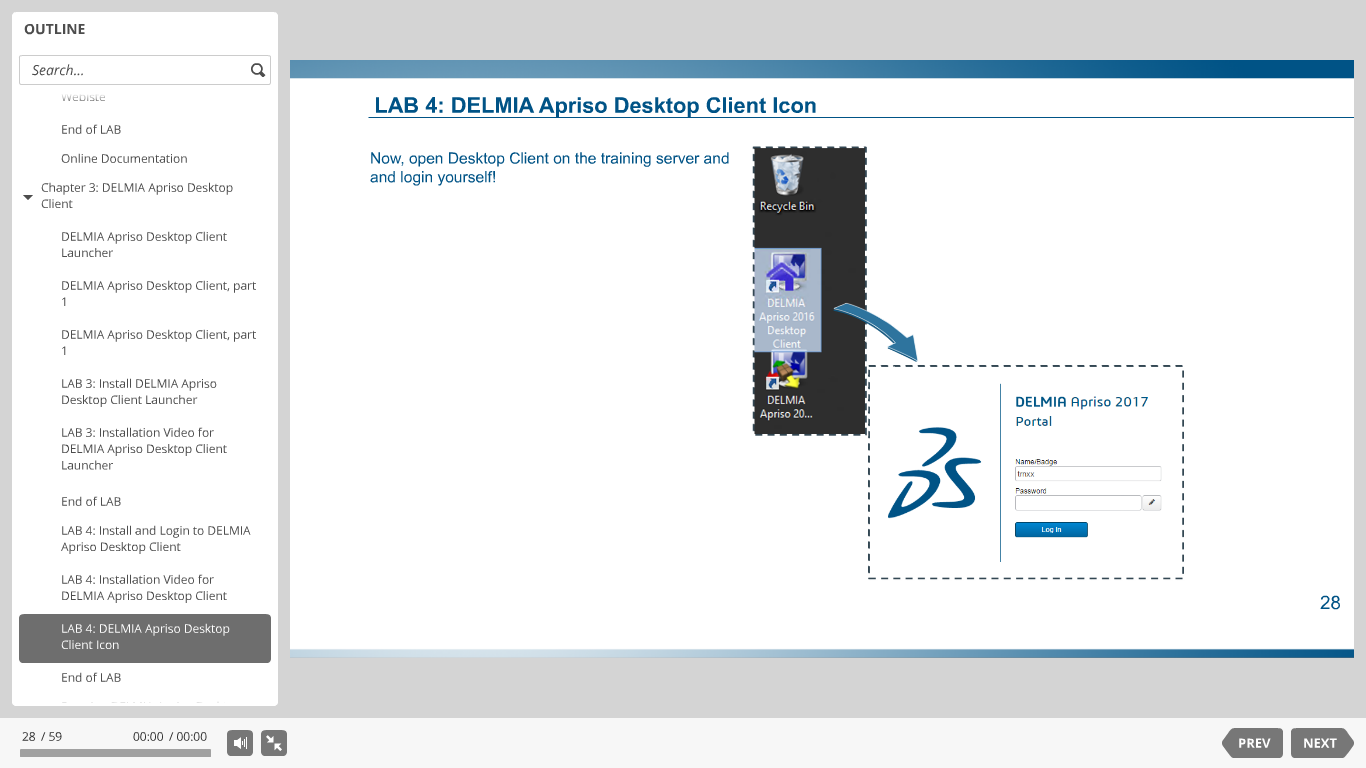 OUTLINE
Search...
Webiste
End of LAB
Online Documentation
Chapter 3: DELMIA Apriso Desktop
Client
DELMIA Apriso Desktop Client
Launcher
DELMIA Apriso Desktop Client, part
1
DELMIA Apriso Desktop Client, part
1
LAB 3: Install DELMIA Apriso
Desktop Client Launcher
LAB 3: Installation Video for
DELMIA Apriso Desktop Client
Launcher
End of LAB
LAB 4: Install and Login to DELMIA
Apriso Desktop Client
LAB 4: Installation Video for
DELMIA Apriso Desktop Client
LAB 4: DELMIA Apriso Desktop
Client Icon
End of LAB
LAB 4: DELMIA Apriso Desktop Client Icon
Now, open Desktop Client on the training server and
and login yourself!
Recycle Bin
DELMIA
Apriso 2016
Desktop
Client
DELMIA
Apriso 20...
DELMIA Apriso 2017
Portal
Name/Badge
trnxx
Password
Log In
28
28 / 59
00:00 / 00:00
PREV
NEXT